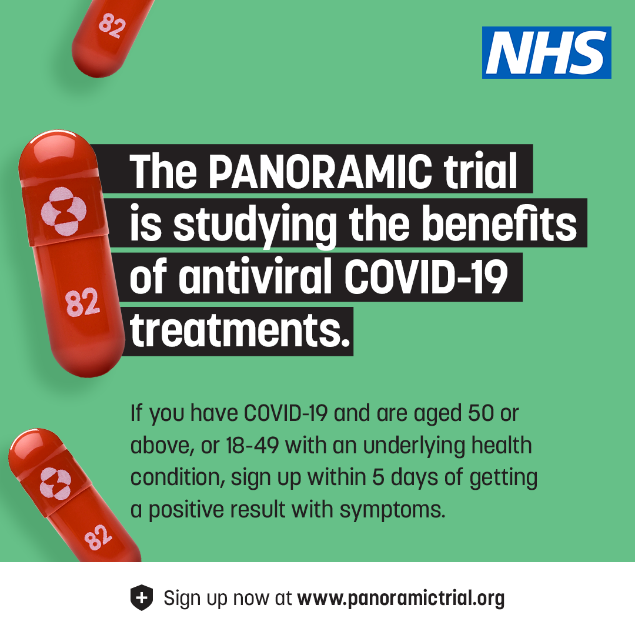 82
NHS
The PANORAMIC trial
is studying the benefits
of antiviral COVID-19
treatments.
82
If you have COVID-19 and are aged 50 or
above, or 18-49 with an underlying health
condition, sign up within 5 days of getting
a positive result with symptoms.
82
Sign up now at www.panoramictrial.org